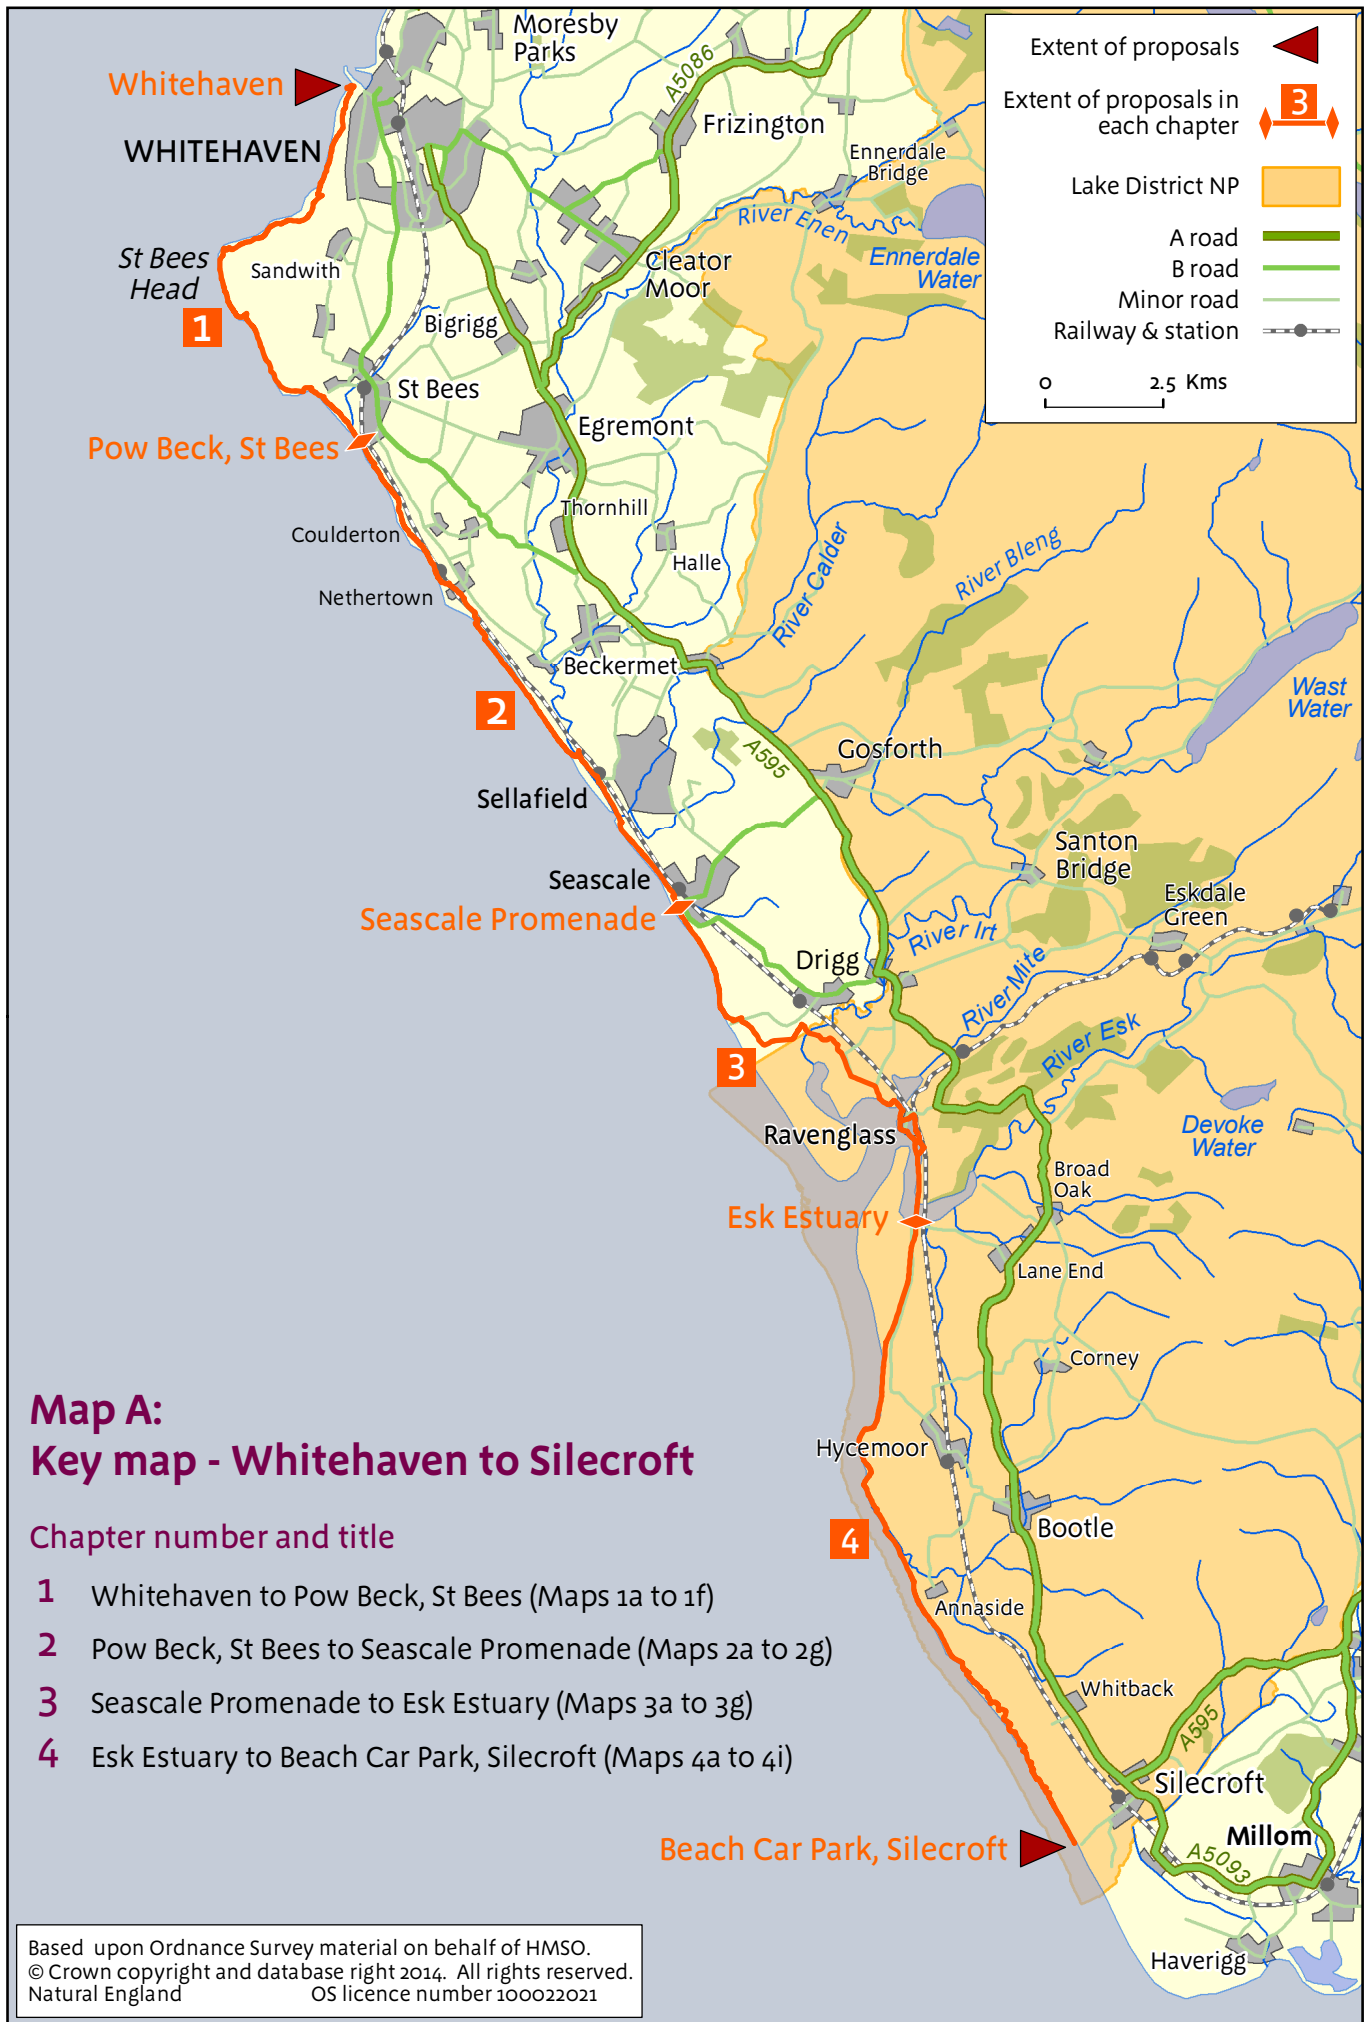 Moresby
Parks
Whitehaven
A5086
Frizington
WHITEHAVEN
Ennerdale
Bridge
River Enen
Ennerdale
Water
St Bees
Head
Sandwith
Cleator
Moor
1
Bigrigg
St Bees
Egremont
Pow Beck, St Bees
Thornhill
Coulderton
Halle
River Calder
River Bleng
Nethertown
Beckermet
Wast
Water
2
A595
Gosforth
Sellafield
Santon
Bridge
Seascale
Eskdale
Green
Seascale Promenade
River Irt
Drigg
River Mite
River Esk
3
Ravenglass
Devoke
Water
Broad
Oak
Esk Estuary
Lane End
Corney
Hycemoor
4
Bootle
Annaside
Whitback
A595
Silecroft
Millom
Beach Car Park, Silecroft
A5093
Haverigg
Extent of proposals
Extent of proposals in
each chapter
3
Lake District NP
A road
B road
Minor road
Railway & station
0 2.5 Kms
Map A:
Key map - Whitehaven to Silecroft
Chapter number and title
1 Whitehaven to Pow Beck, St Bees (Maps 1a to 1f)
2 Pow Beck, St Bees to Seascale Promenade (Maps 2a to 2g)
3 Seascale Promenade to Esk Estuary (Maps 3a to 3g)
4 Esk Estuary to Beach Car Park, Silecroft (Maps 4a to 4i)
Based upon Ordnance Survey material on behalf of HMSO.
© Crown copyright and database right 2014. All rights reserved.
Natural England OS licence number 100022021